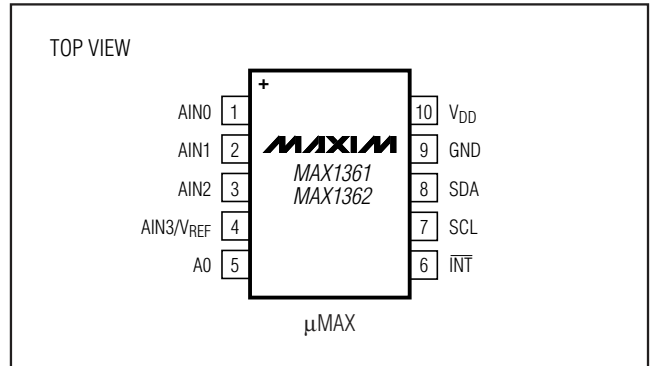 TOP VIEW
+
AIN0 1
AIN1 2
AIN2 3
AIN3/VREF 4
A0 5
MAXIM
MAX1361
MAX1362
10 VDD
9 GND
8 SDA
7 SCL
6 INT
µMAX